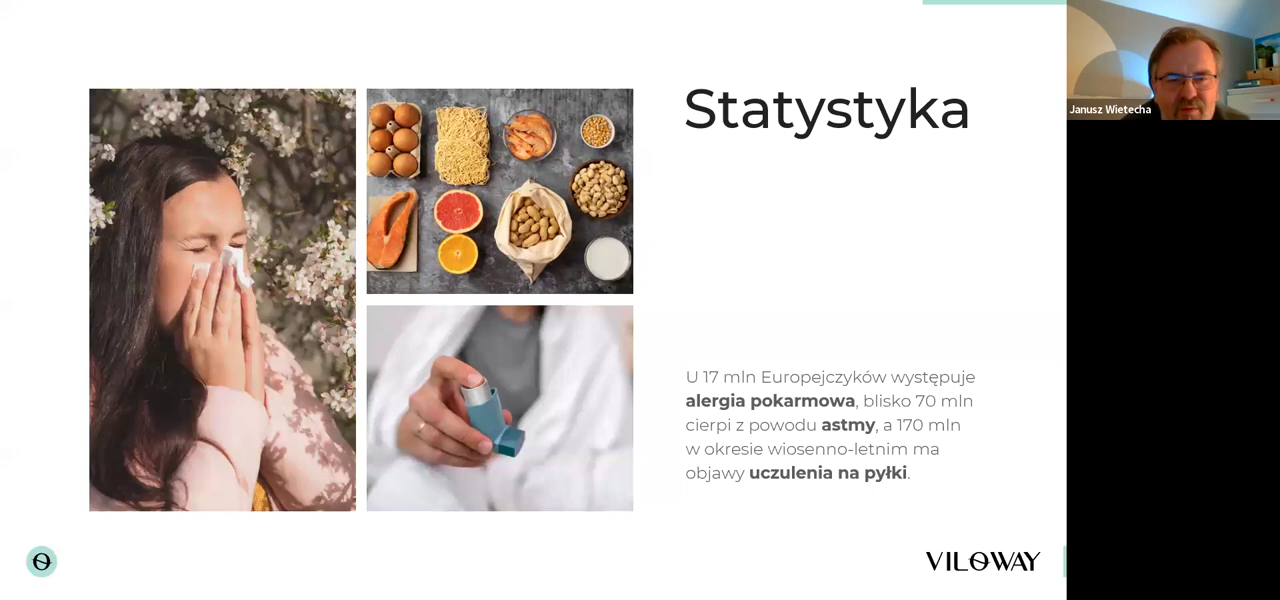 Statystyka
Janusz Wietecha
U 17 mln Europejczyków występuje
alergia pokarmowa, blisko 70 mln
cierpi z powodu astmy, a 170 mln
w okresie wiosenno-letnim ma
objawy uczulenia na pyłki.
VILOWAY